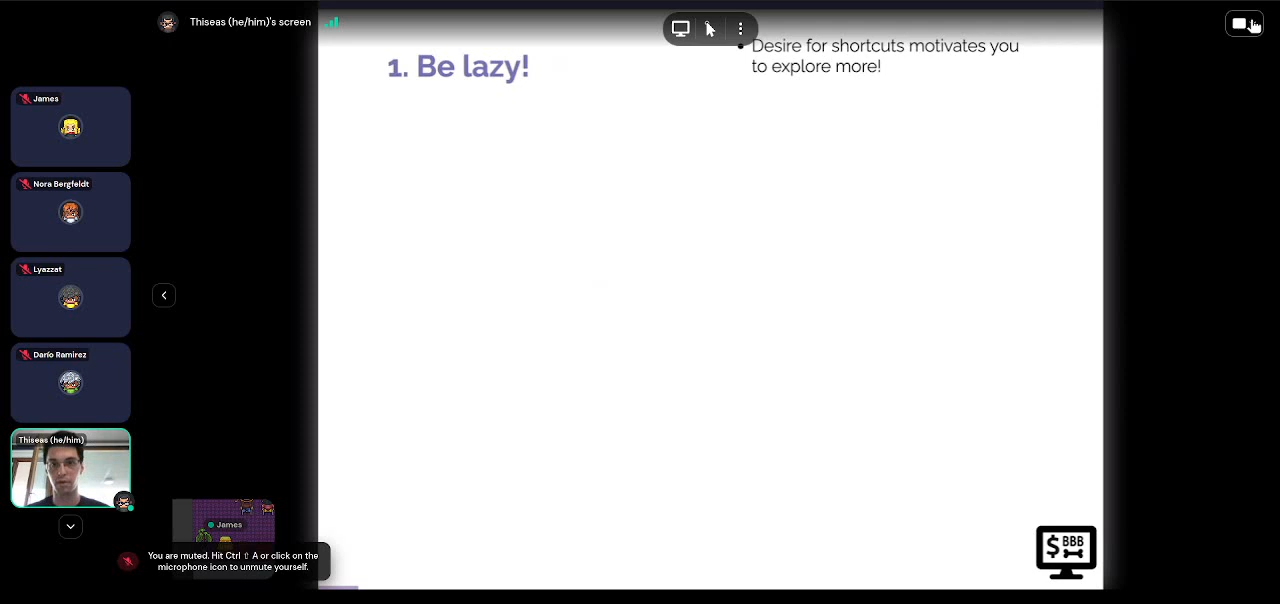 Thiseas (he/him)'s screen
1. Be lazy!
• Desire for shortcuts motivates you
to explore more!
James
Nora Bergfeldt
Lyazzat
Darío Ramirez
Thiseas (he/him)
James
You are muted. Hit Ctrl ⇧ A or click on the
microphone icon to unmute yourself.
$ BBB